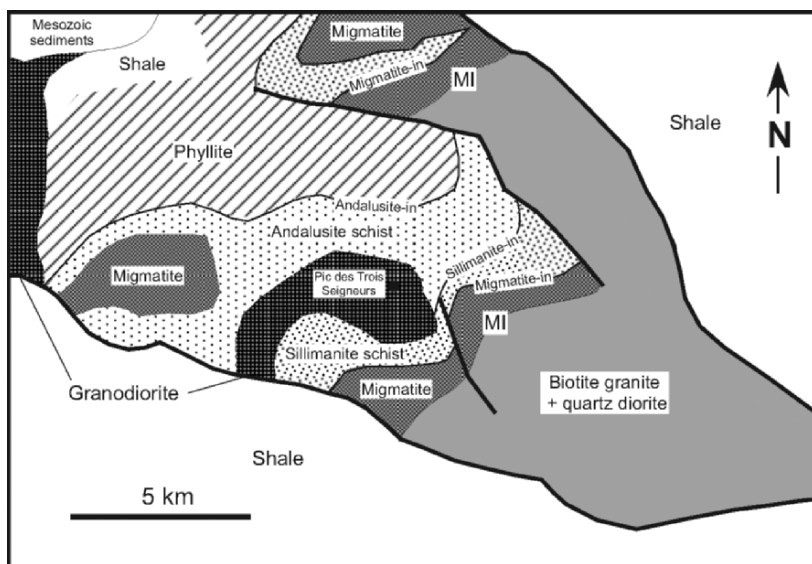 Mesozoic
sediments
Migmatite
Shale
Migmatite-in
MI
Shale
N
Phyllite
Andalusite-in
Andalusite schist
Sillimanite-in
Migmatite
Pic des Trois
Seigneurs
Migmatite-in
MI
Sillimanite schist
Granodiorite
Migmatite
Biotite granite
+ quartz diorite
Shale
5 km